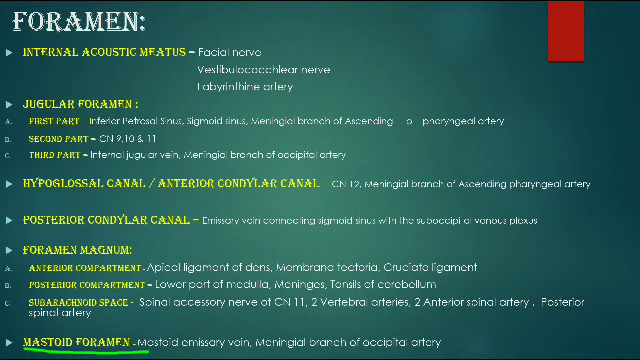 FORAMEN:
INTERNAL ACOUSTIC MEATUS = Facial nerve
Vestibulococchlear nerve
Labyrinthine artery
JUGULAR FORAMEN :
A. FIRST PART - Inferior Petrosal Sinus, Sigmoid sinus, Meningial branch of Ascending o pharyngeal artery
B. SECOND PART = CN 9,10 & 11
C. THIRD PART = Internal jugular vein, Meningial branch of occipital artery
HYPOGLOSSAL CANAL / ANTERIOR CONDYLAR CANAL CN 12, Meningial branch of Ascending pharyngeal artery
POSTERIOR CONDYLAR CANAL = Emissary vein connecting sigmoid sinus with the suboccipital venous plexus
FORAMEN MAGNUM:
A. ANTERIOR COMPARTMENT- Apical ligament of dens, Membrana tectoria, Cruciate ligament
B. POSTERIOR COMPARTMENT = Lower part of medulla, Meninges, Tonsils of cerebellum
C. SUBARACHNOID SPACE - Spinal accessory nerve of CN 11, 2 Vertebral arteries, 2 Anterior spinal artery , Posterior
spinal artery
MASTOID FORAMEN - Mastoid emissary vein, Meningial branch of occipital artery